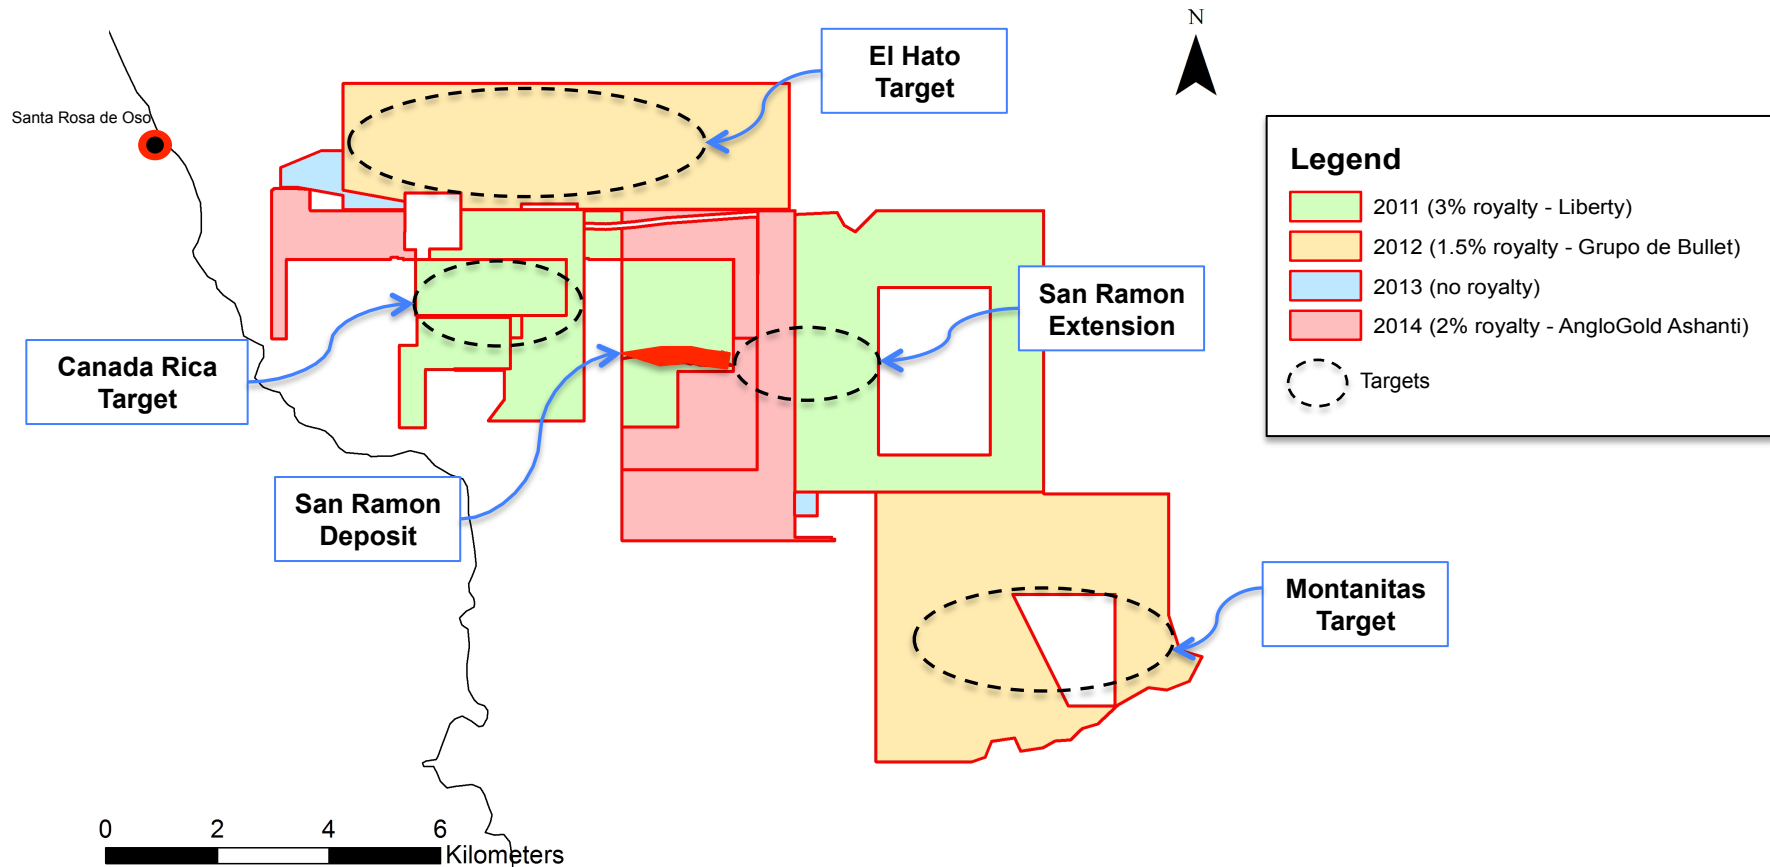 N
El Hato
Target
Santa Rosa de Oso
Legend
2011 (3% royalty - Liberty)
2012 (1.5% royalty - Grupo de Bullet)
2013 (no royalty)
2014 (2% royalty - AngloGold Ashanti)
Targets
San Ramon
Extension
Canada Rica
Target
San Ramon
Deposit
Montanitas
Target
0 2 4 6
Kilometers